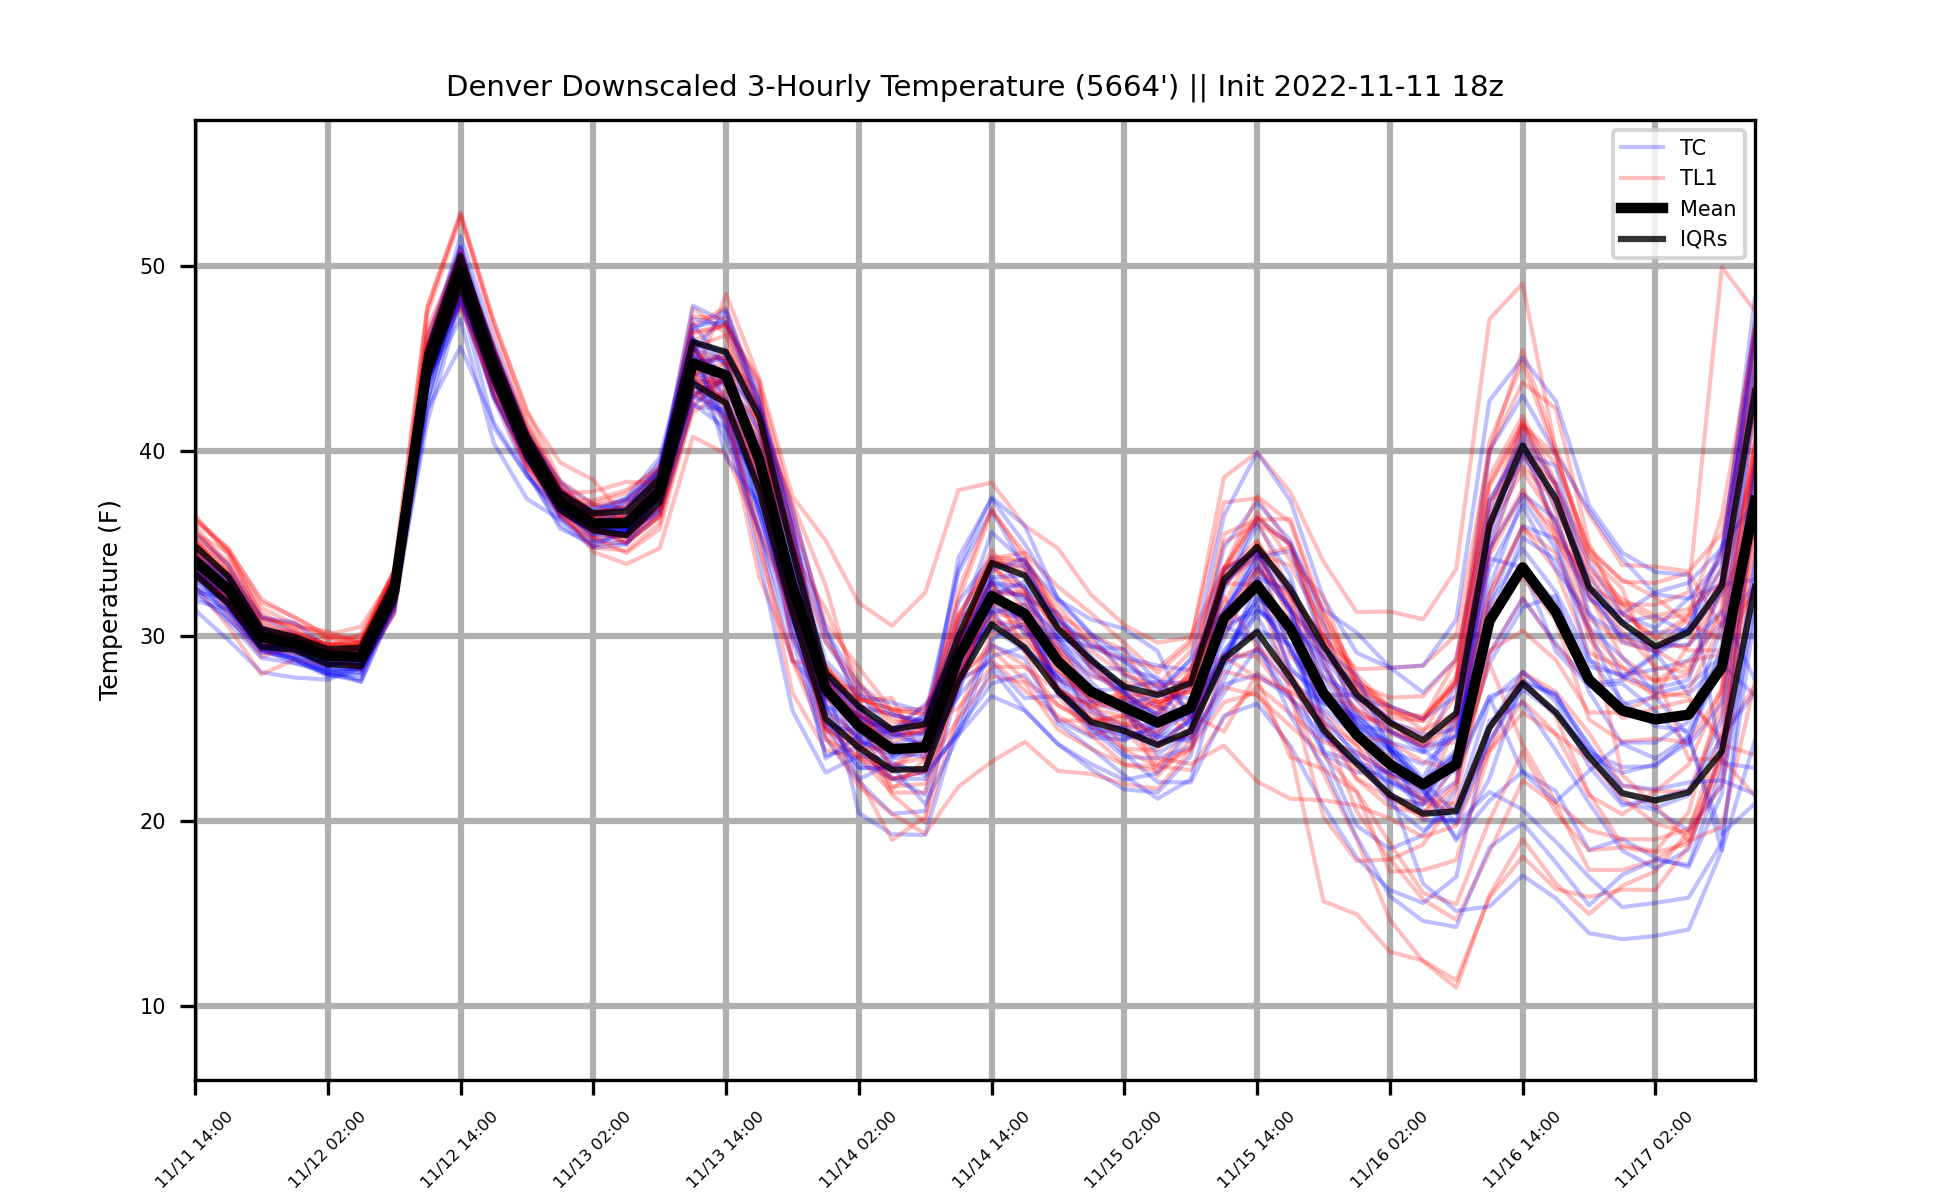 Denver Downscaled 3-Hourly Temperature (5664') || Init 2022-11-11 18z
TC
TL1
Mean
IQRs
Temperature (F)
50
40
30
20
10
11/11 14:00
11/12 02:00
11/12 14:00
11/13 02:00
11/13 14:00
11/14 02:00
11/14 14:00
11/15 02:00
11/15 14:00
11/16 02:00
11/16 14:00
11/17 02:00